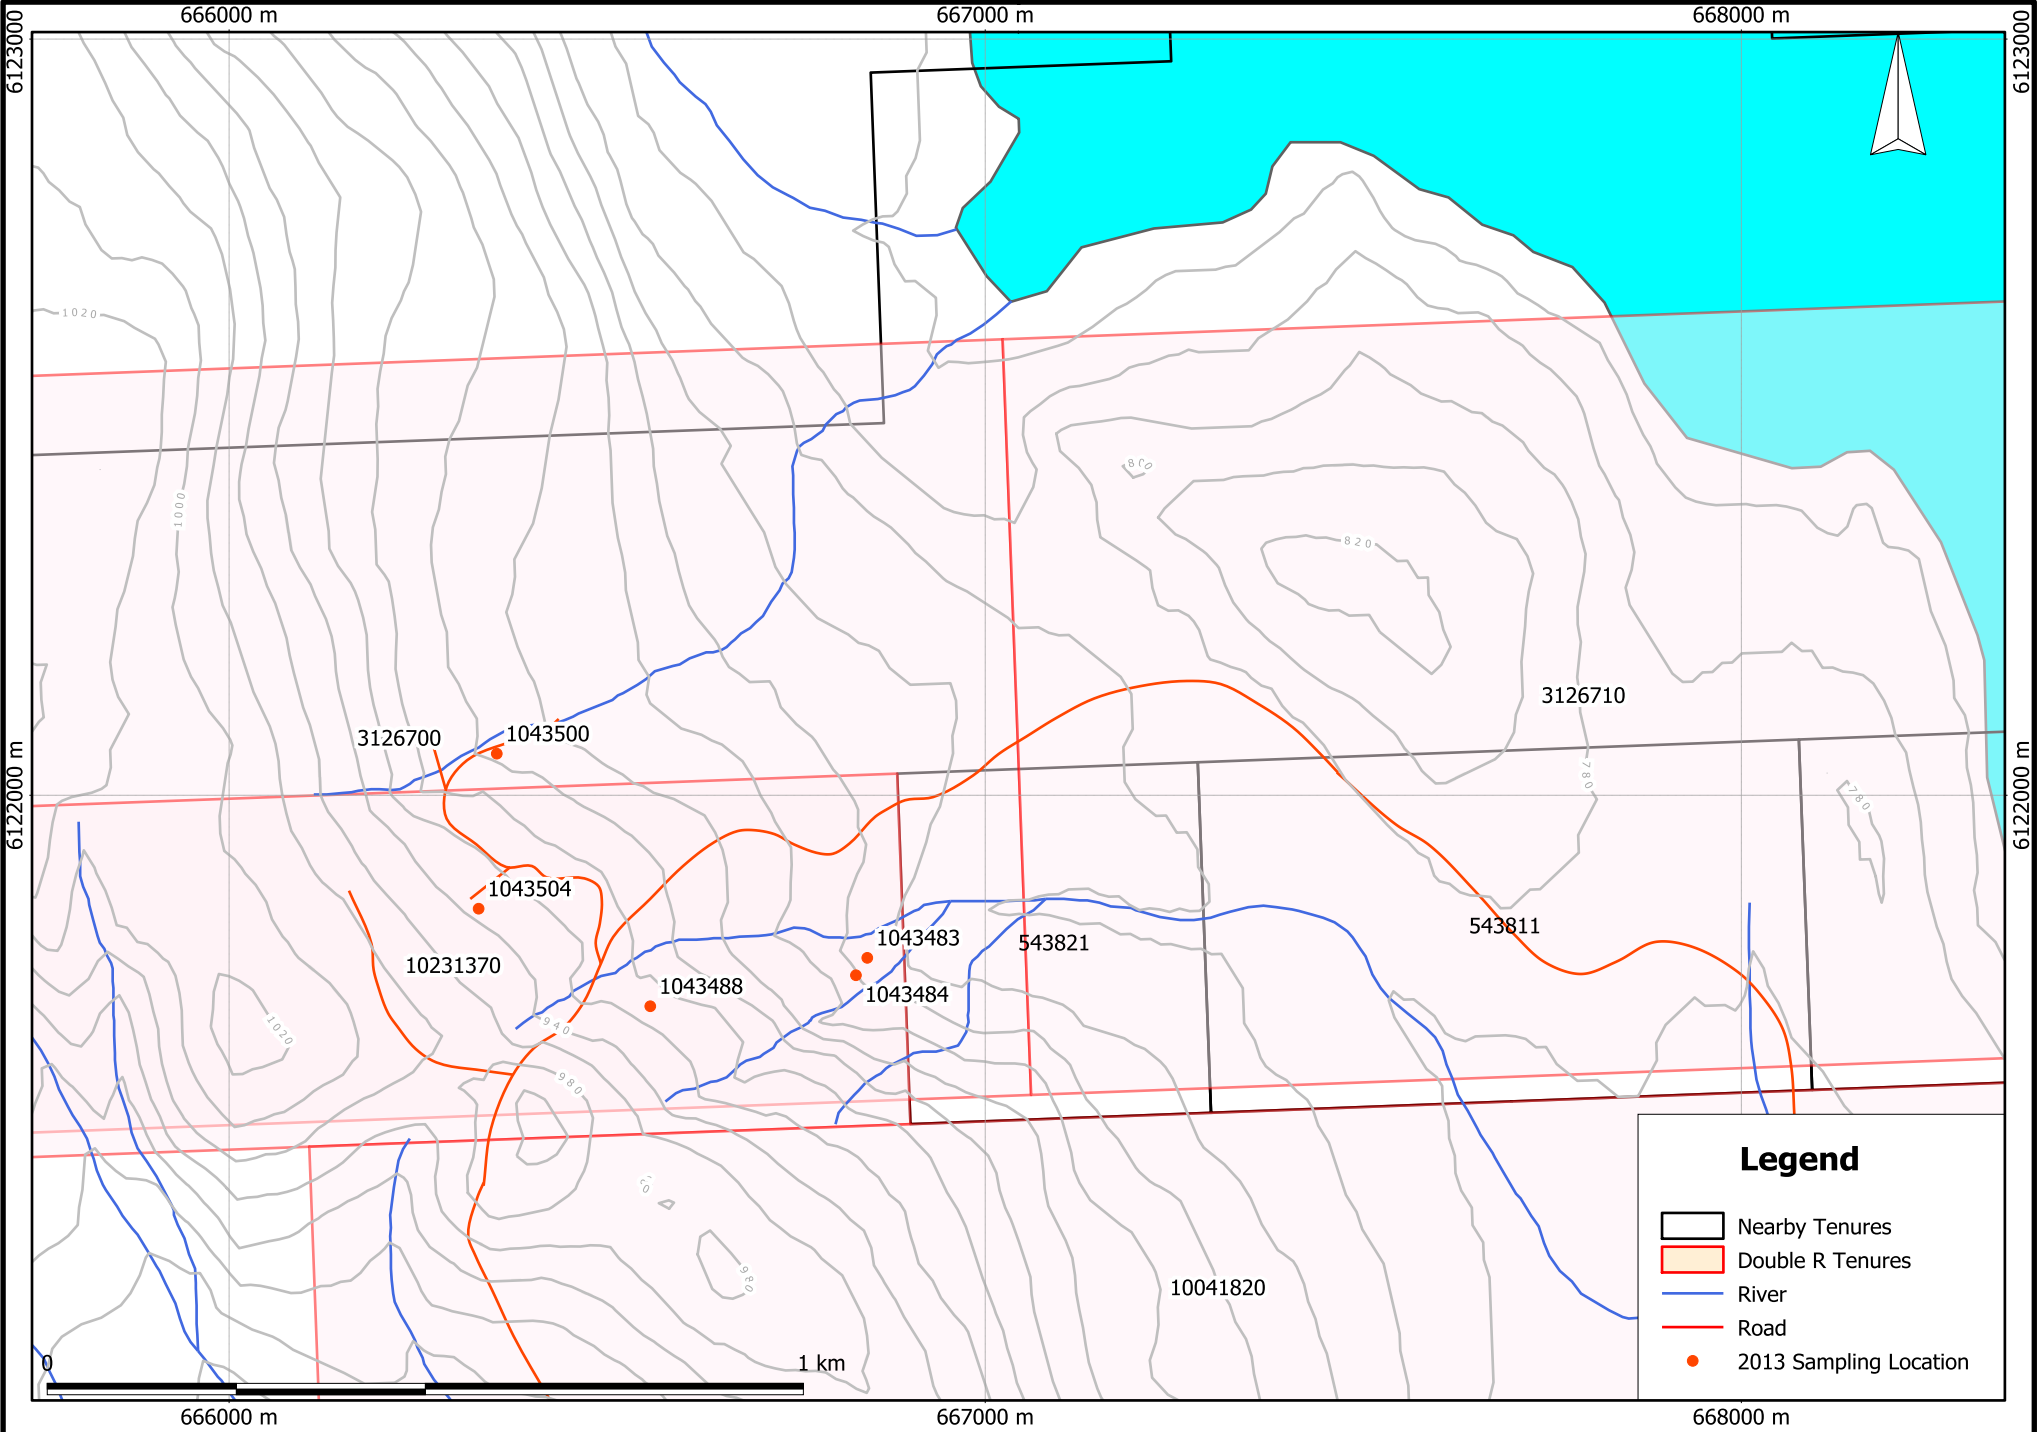 666000 m
667000 m
668000 m
6123000
6123000
1020
1000
820
3126710
3126700
1043500
780
780
6122000 m
6122000 m
1043504
543811
1043483
543821
10231370
1043488
1043484
1020
940
980
980
10041820
Legend
Nearby Tenures
Double R Tenures
River
Road
2013 Sampling Location
0
1 km
666000 m
667000 m
668000 m